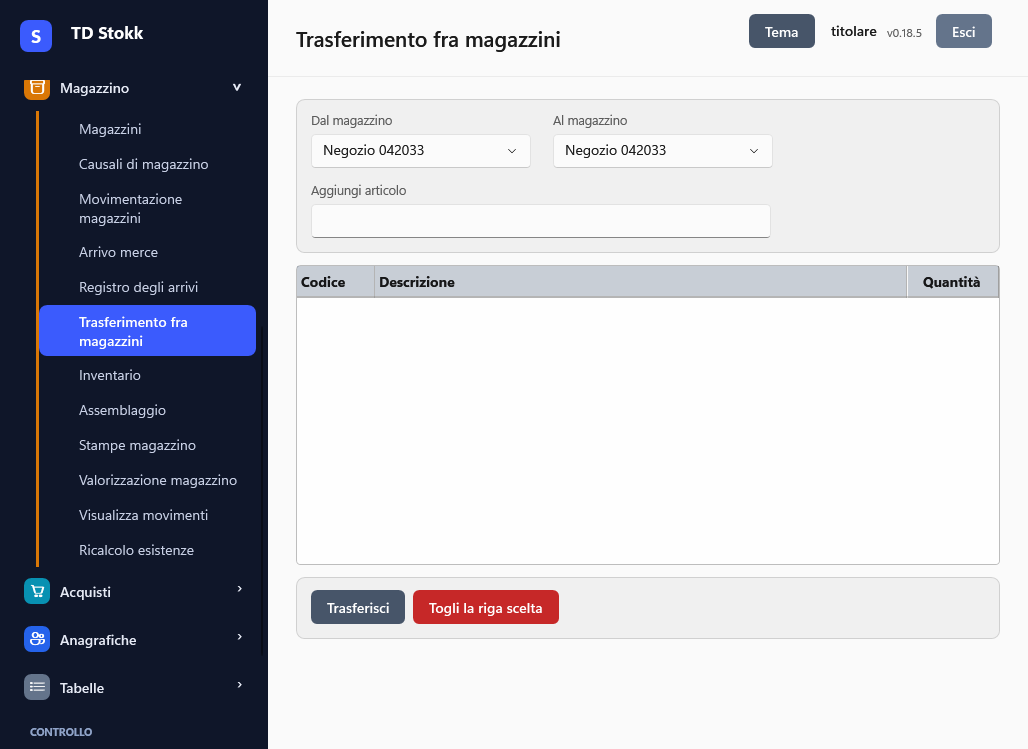 S
TD Stokk
Magazzino
Magazzini
Causali di magazzino
Movimentazione
magazzini
Arrivo merce
Registro degli arrivi
Trasferimento fra
magazzini
Inventario
Assemblaggio
Stampe magazzino
Valorizzazione magazzino
Visualizza movimenti
Ricalcolo esistenze
Acquisti
Anagrafiche
Tabelle
CONTROLLO
Trasferimento fra magazzini
Tema
titolare
v0.18.5
Esci
Dal magazzino
Al magazzino
Negozio 042033
Negozio 042033
Aggiungi articolo
Codice
Descrizione
Quantità
Trasferisci
Togli la riga scelta